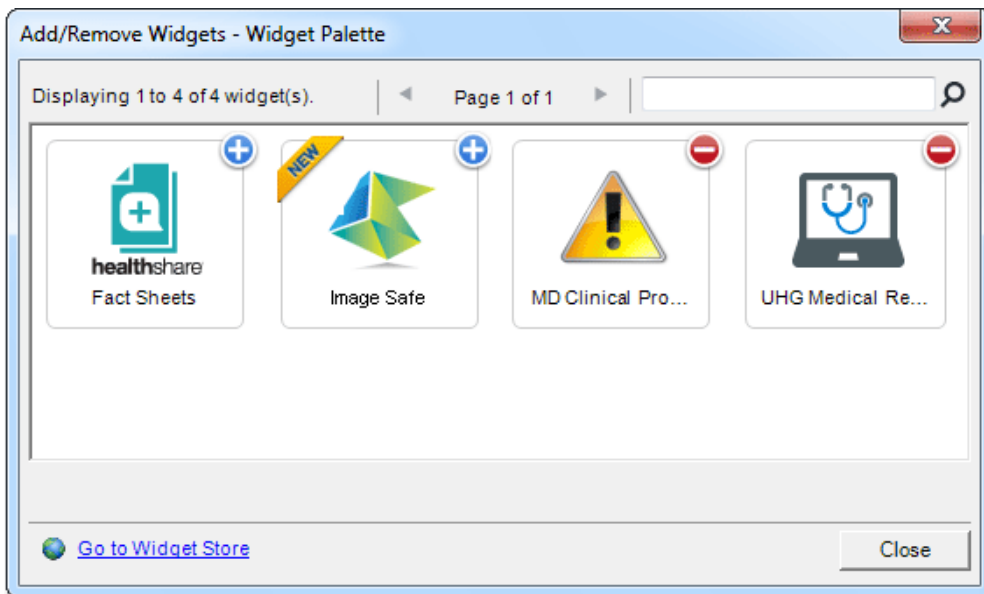 Add/Remove Widgets - Widget Palette
Displaying 1 to 4 of 4 widget(s).
Page 1 of 1
NEW
healthshare
Fact Sheets
Image Safe
MD Clinical Pro...
UHG Medical Re...
Go to Widget Store
Close